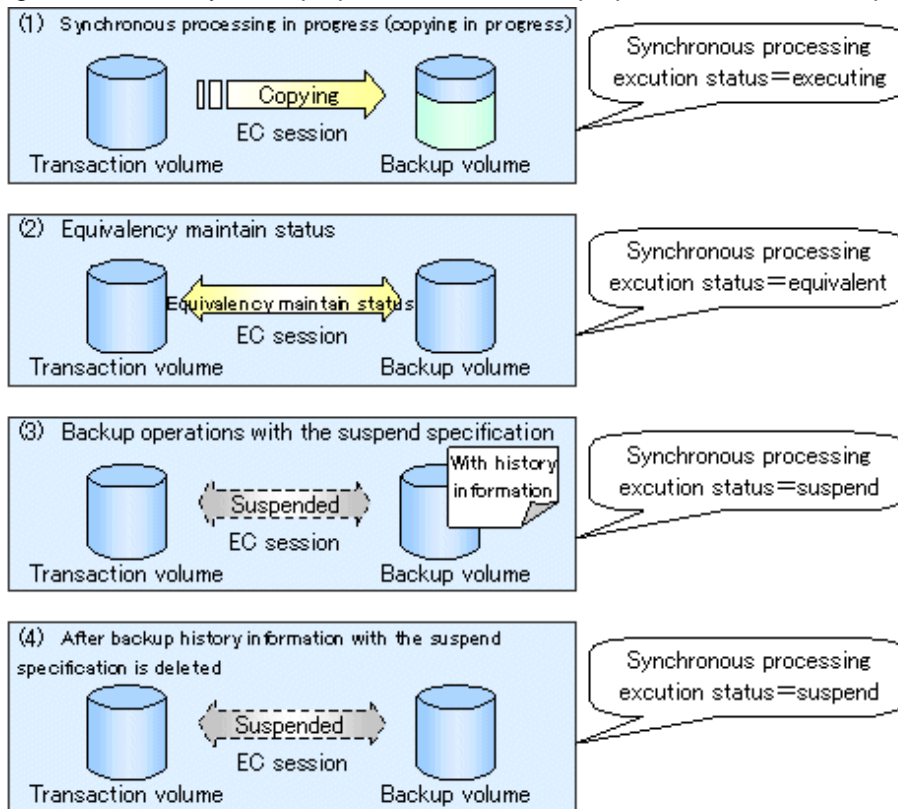 (1) Synchronous processing in progress (copying in progress)
Synchronous processing
excution status=executing
Copying
EC session
Transaction volume
Backup volume
(2) Equivalency maintain status
Synchronous processing
excution status=equivalent
Equivalency maintain status
EC session
Transaction volume
Backup volume
(3) Backup operations with the suspend specification
Synchronous processing
excution status=suspend
With history
information
Suspended
EC session
Transaction volume
Backup volume
(4) After backup history information with the suspend
specification is deleted
Synchronous processing
excution status=suspend
Suspended
EC session
Transaction volume
Backup volume